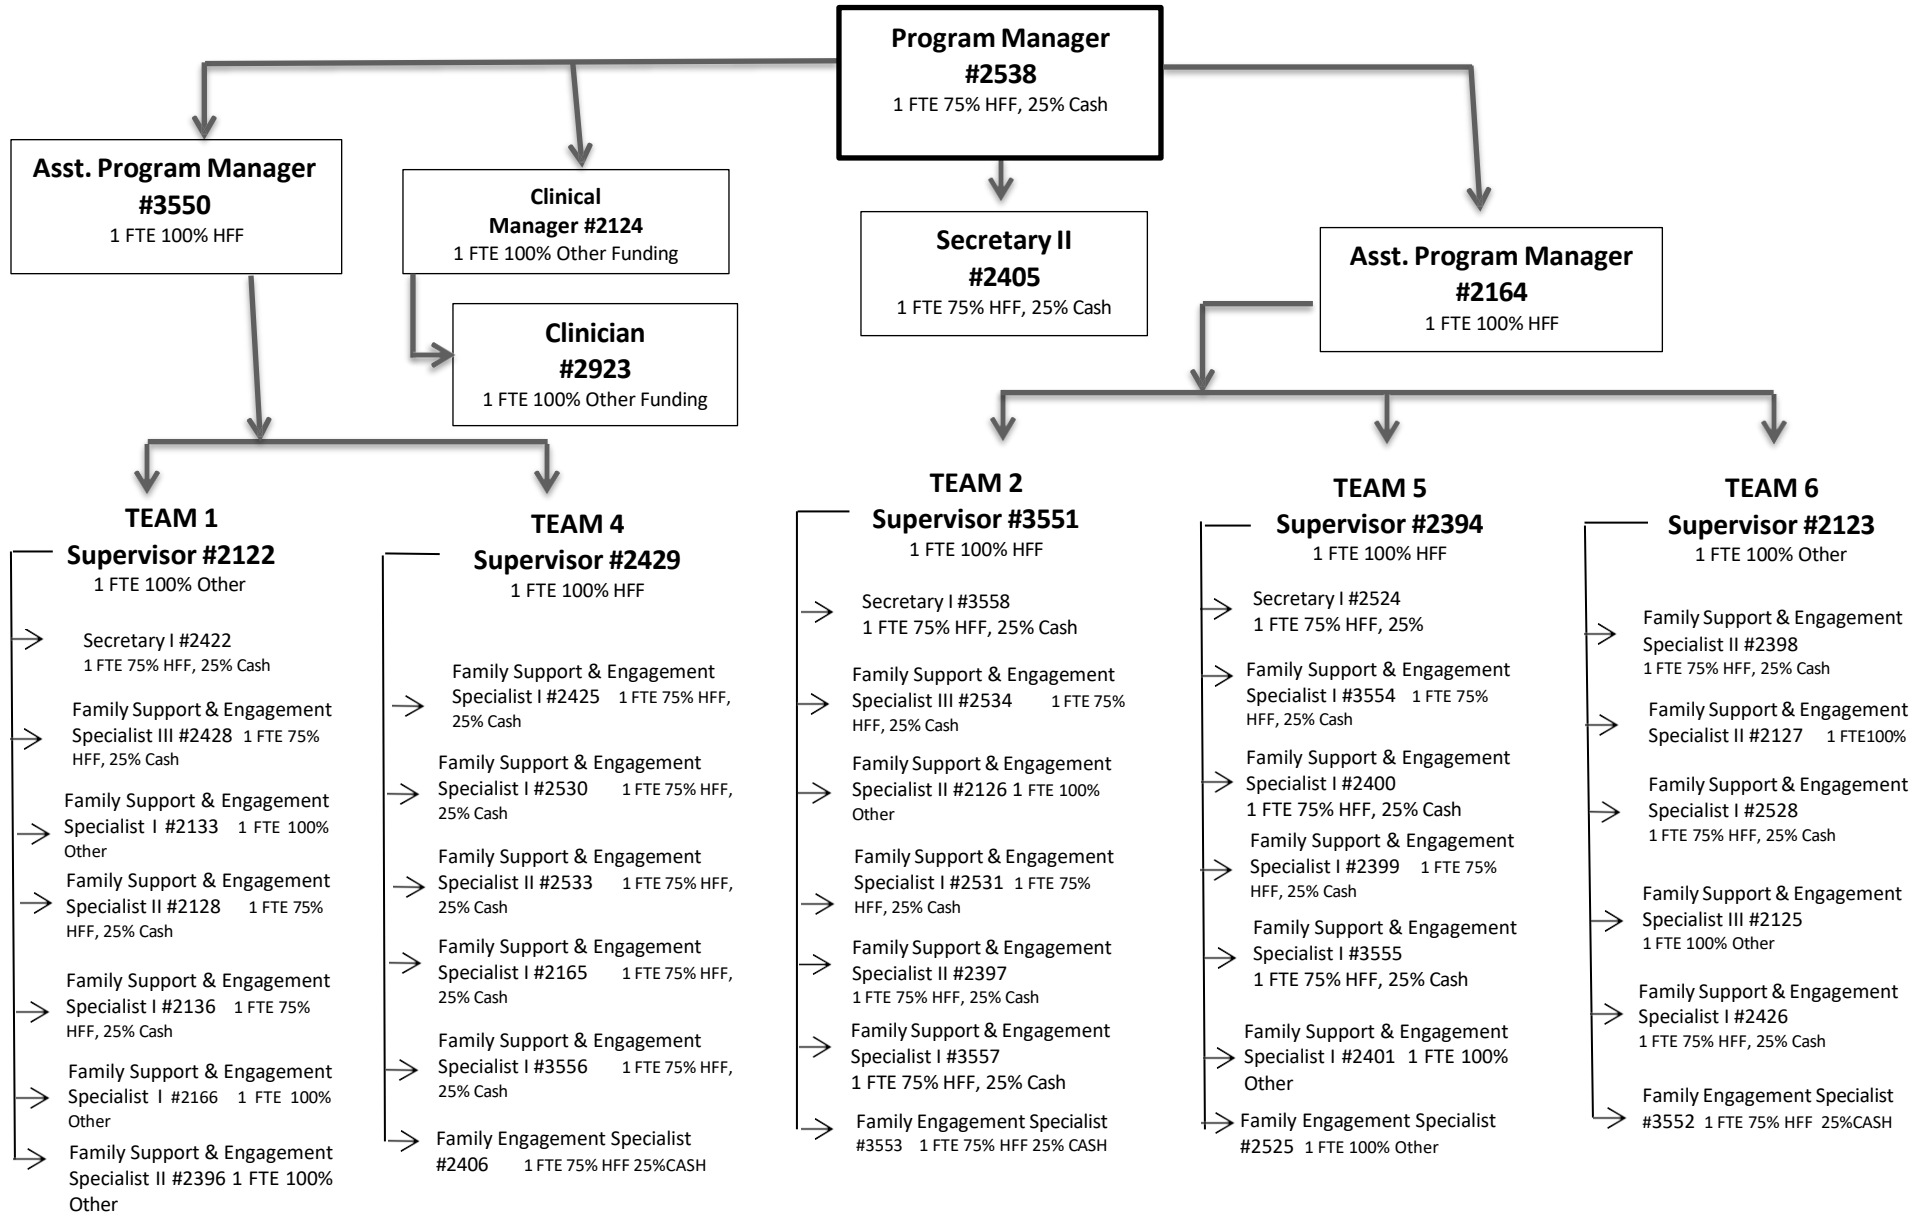 Program Manager
#2538
1 FTE 75% HFF, 25% Cash
Asst. Program Manager
#3550
1 FTE 100% HFF
Clinical
Manager #2124
1 FTE 100% Other Funding
Clinician
#2923
1 FTE 100% Other Funding
Secretary II
#2405
1 FTE 75% HFF, 25% Cash
Asst. Program Manager
#2164
1 FTE 100% HFF
TEAM 1
Supervisor #2122
1 FTE 100% Other
Secretary I #2422
1 FTE 75% HFF, 25% Cash
Family Support & Engagement
Specialist III #2428 1 FTE 75%
HFF, 25% Cash
Family Support & Engagement
Specialist I #2133 1 FTE 100%
Other
Family Support & Engagement
Specialist II #2128 1 FTE 75%
HFF, 25% Cash
Family Support & Engagement
Specialist I #2136 1 FTE 75%
HFF, 25% Cash
Family Support & Engagement
Specialist I #2166 1 FTE 100%
Other
Family Support & Engagement
Specialist II #2396 1 FTE 100%
Other
TEAM 4
Supervisor #2429
1 FTE 100% HFF
Family Support & Engagement
Specialist I #2425 1 FTE 75% HFF,
25% Cash
Family Support & Engagement
Specialist I #2530 1 FTE 75% HFF,
25% Cash
Family Support & Engagement
Specialist II #2533 1 FTE 75% HFF,
25% Cash
Family Support & Engagement
Specialist I #2165 1 FTE 75% HFF,
25% Cash
Family Support & Engagement
Specialist I #3556 1 FTE 75% HFF,
25% Cash
Family Engagement Specialist
#2406 1 FTE 75% HFF 25%CASH
TEAM 2
Supervisor #3551
1 FTE 100% HFF
Secretary I #3558
1 FTE 75% HFF, 25% Cash
Family Support & Engagement
Specialist III #2534 1 FTE 75%
HFF, 25% Cash
Family Support & Engagement
Specialist II #2126 1 FTE 100%
Other
Family Support & Engagement
Specialist I #2531 1 FTE 75%
HFF, 25% Cash
Family Support & Engagement
Specialist II #2397
1 FTE 75% HFF, 25% Cash
Family Support & Engagement
Specialist I #3557
1 FTE 75% HFF, 25% Cash
Family Engagement Specialist
#3553 1 FTE 75% HFF 25% CASH
TEAM 5
Supervisor #2394
1 FTE 100% HFF
Secretary I #2524
1 FTE 75% HFF, 25%
Family Support & Engagement
Specialist I #3554 1 FTE 75%
HFF, 25% Cash
Family Support & Engagement
Specialist I #2400
1 FTE 75% HFF, 25% Cash
Family Support & Engagement
Specialist I #2399 1 FTE 75%
HFF, 25% Cash
Family Support & Engagement
Specialist I #3555
1 FTE 75% HFF, 25% Cash
Family Support & Engagement
Specialist I #2401 1 FTE 100%
Other
Family Engagement Specialist
#2525 1 FTE 100% Other
TEAM 6
Supervisor #2123
1 FTE 100% Other
Family Support & Engagement
Specialist II #2398
1 FTE 75% HFF, 25% Cash
Family Support & Engagement
Specialist II #2127 1 FTE100%
Family Support & Engagement
Specialist I #2528
1 FTE 75% HFF, 25% Cash
Family Support & Engagement
Specialist III #2125
1 FTE 100% Other
Family Support & Engagement
Specialist I #2426
1 FTE 75% HFF, 25% Cash
Family Engagement Specialist
#3552 1 FTE 75% HFF 25%CASH